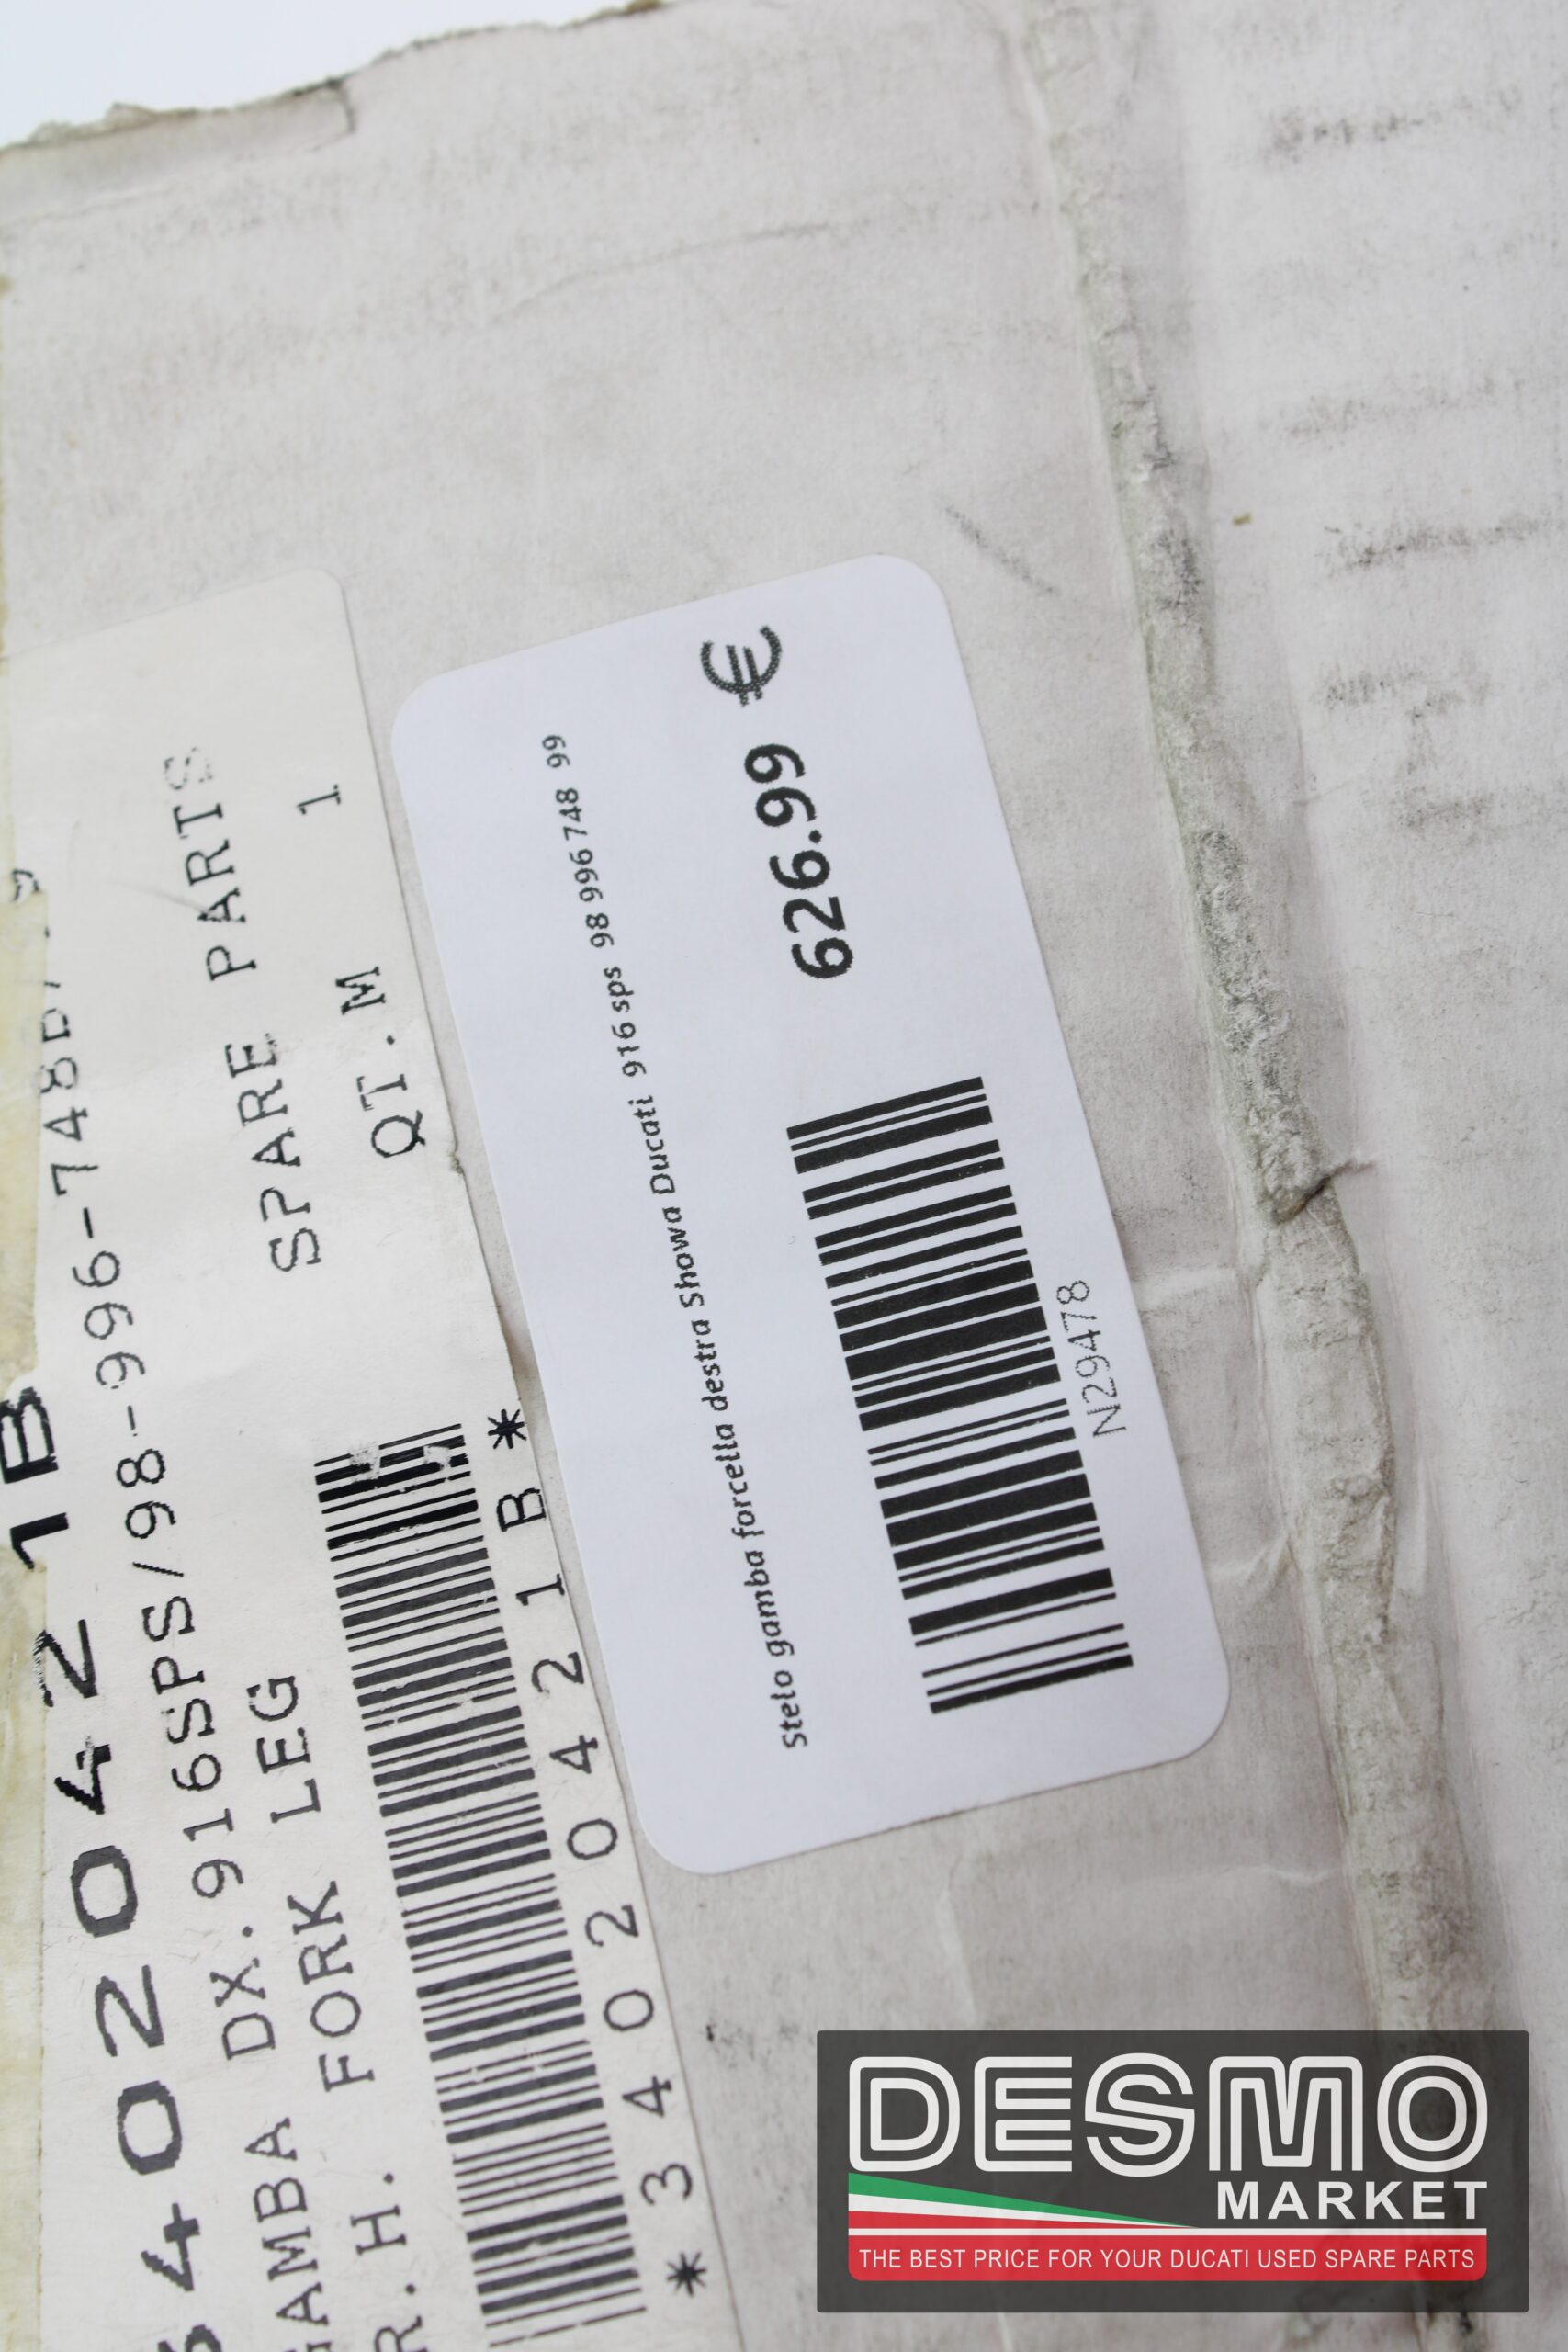 34020421B
GAMBA DX.916SPS/98-996-748
R.H. FORK LEG
SPARE PARTS
QT.M 1
*34020421B*
Stelo gamba forcella destra Showa Ducati 916 sps 98 996 748 99
626.99 €
N29478
DESMO
MARKET
THE BEST PRICE FOR YOUR DUCATI USED SPARE PARTS